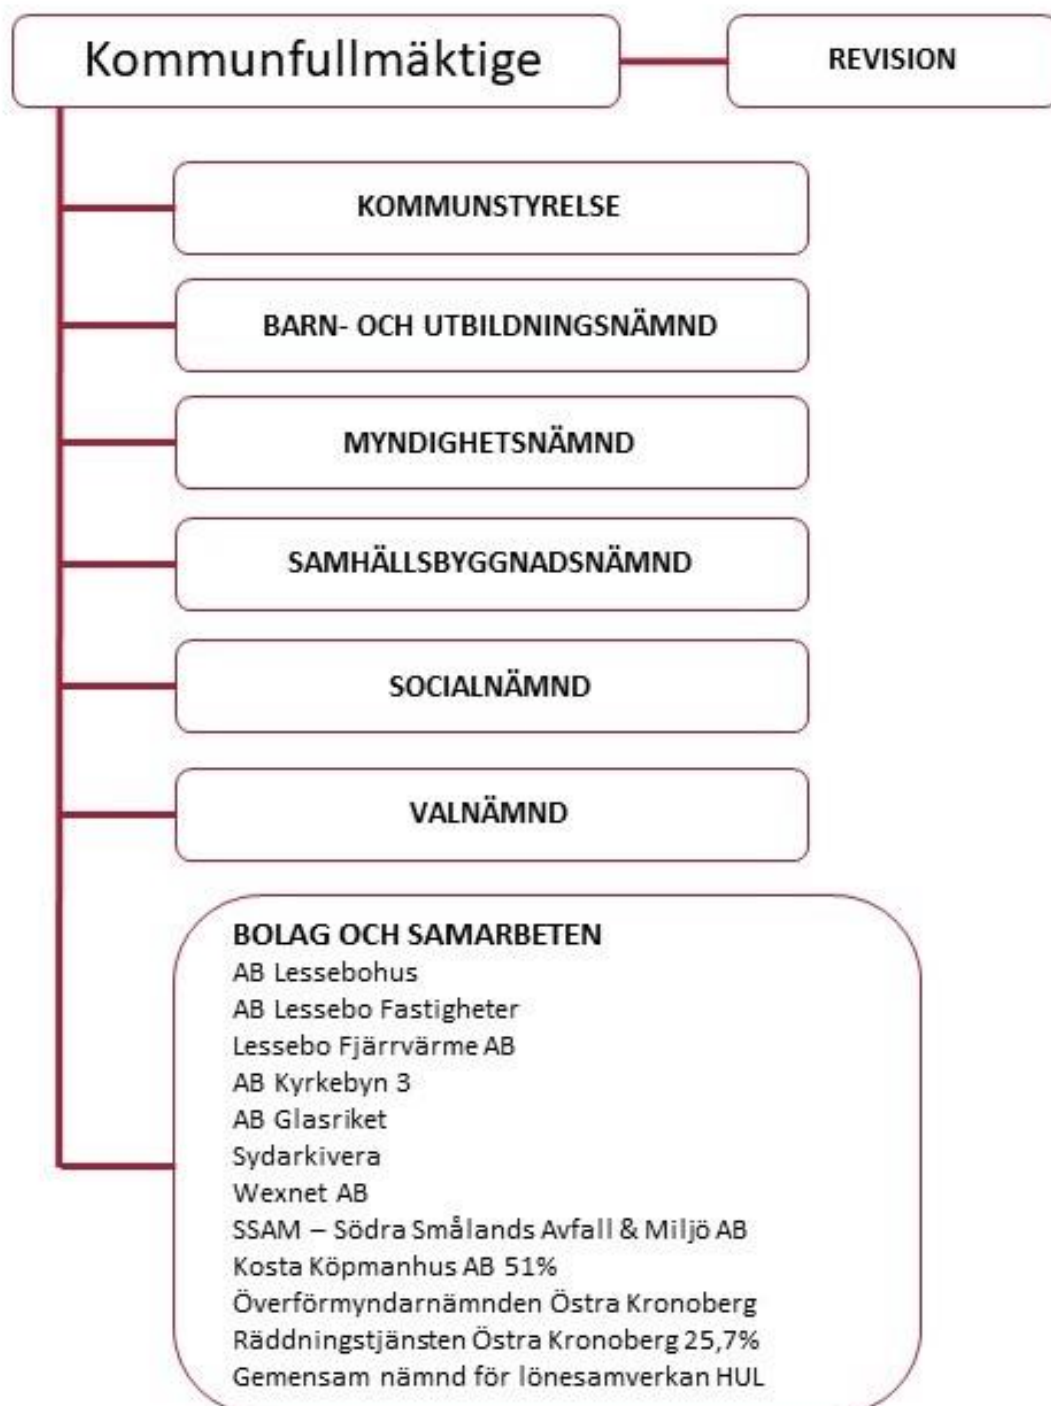 Kommunfullmäktige
REVISION
KOMMUNSTYRELSE
BARN- OCH UTBILDNINGSNÄMND
MYNDIGHETSNÄMND
SAMHÄLLSBYGGNADSNÄMND
SOCIALNÄMND
VALNÄMND
BOLAG OCH SAMARBETEN
AB Lessebohus
AB Lessebo Fastigheter
Lessebo Fjärrvärme AB
AB Kyrkebyn 3
AB Glasriket
Sydarkivera
Wexnet AB
SSAM – Södra Smålands Avfall & Miljö AB
Kosta Köpmanhus AB 51%
Överförmyndarnämnden Östra Kronoberg
Räddningstjänsten Östra Kronoberg 25,7%
Gemensam nämnd för lönesamverkan HUL